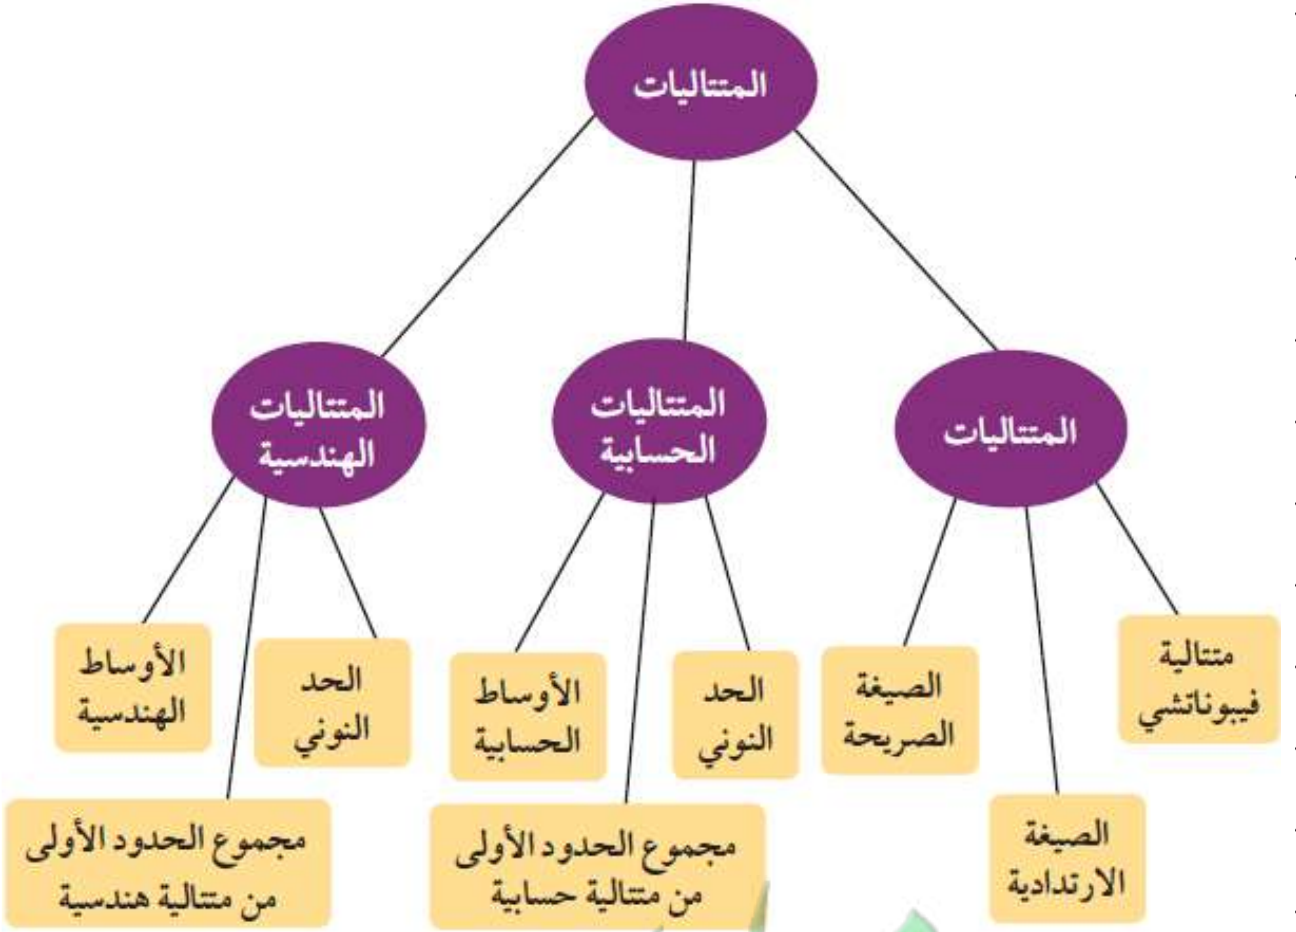 المتتاليات
المتتاليات
المتتاليات
الحسابية
المتتاليات
الهندسية
متتالية
فيبوناتشي
الصيغة
الارتدادية
الصيغة
الصريحة
الحد
النوني
مجموع الحدود الأولى
من متتالية حسابية
الأوساط
الحسابية
الحد
النوني
مجموع الحدود الأولى
من متتالية هندسية
الأوساط
الهندسية